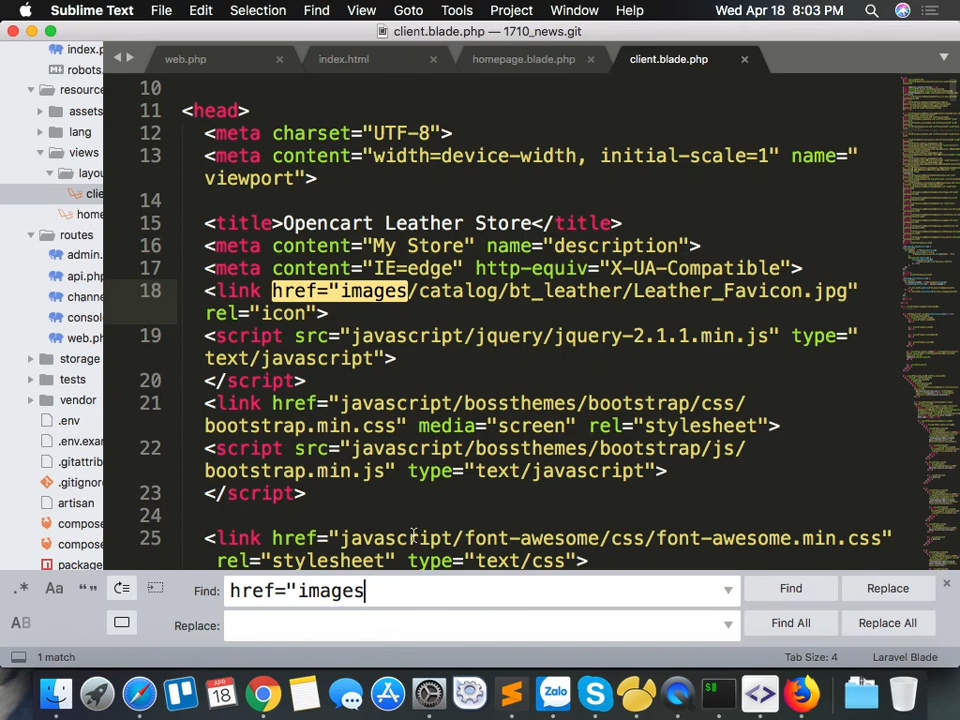 Sublime Text File Edit Selection Find View Goto Tools Project Window Help Wed Apr 18 8:03 PM
client.blade.php — 1710_news.git
index.p
robots.
resource
assets
lang
views
layou
clie
home
routes
admin.
api.php
channe
consol
web.ph
storage
tests
vendor
.env
.env.exa
.gitattrib
.gitignor
artisan
compos
compos
package
web.php index.html homepage.blade.php client.blade.php
10
11 <head>
12 <meta charset="UTF-8">
13 <meta content="width=device-width, initial-scale=1" name="
viewport">
14
15 <title>Opencart Leather Store</title>
16 <meta content="My Store" name="description">
17 <meta content="IE=edge" http-equiv="X-UA-Compatible">
18 <link href="images/catalog/bt_leather/Leather_Favicon.jpg"
rel="icon">
19 <script src="javascript/jquery/jquery-2.1.1.min.js" type="
text/javascript">
20 </script>
21 <link href="javascript/bossthemes/bootstrap/css/
bootstrap.min.css" media="screen" rel="stylesheet">
22 <script src="javascript/bossthemes/bootstrap/js/
bootstrap.min.js" type="text/javascript">
23 </script>
24
25 <link href="javascript/font-awesome/css/font-awesome.min.css"
rel="stylesheet" type="text/css">
.* Aa “” Find: href="images Find Replace
AB Replace: Find All Replace All
1 match Tab Size: 4 Laravel Blade
APR
18
Zalo
$